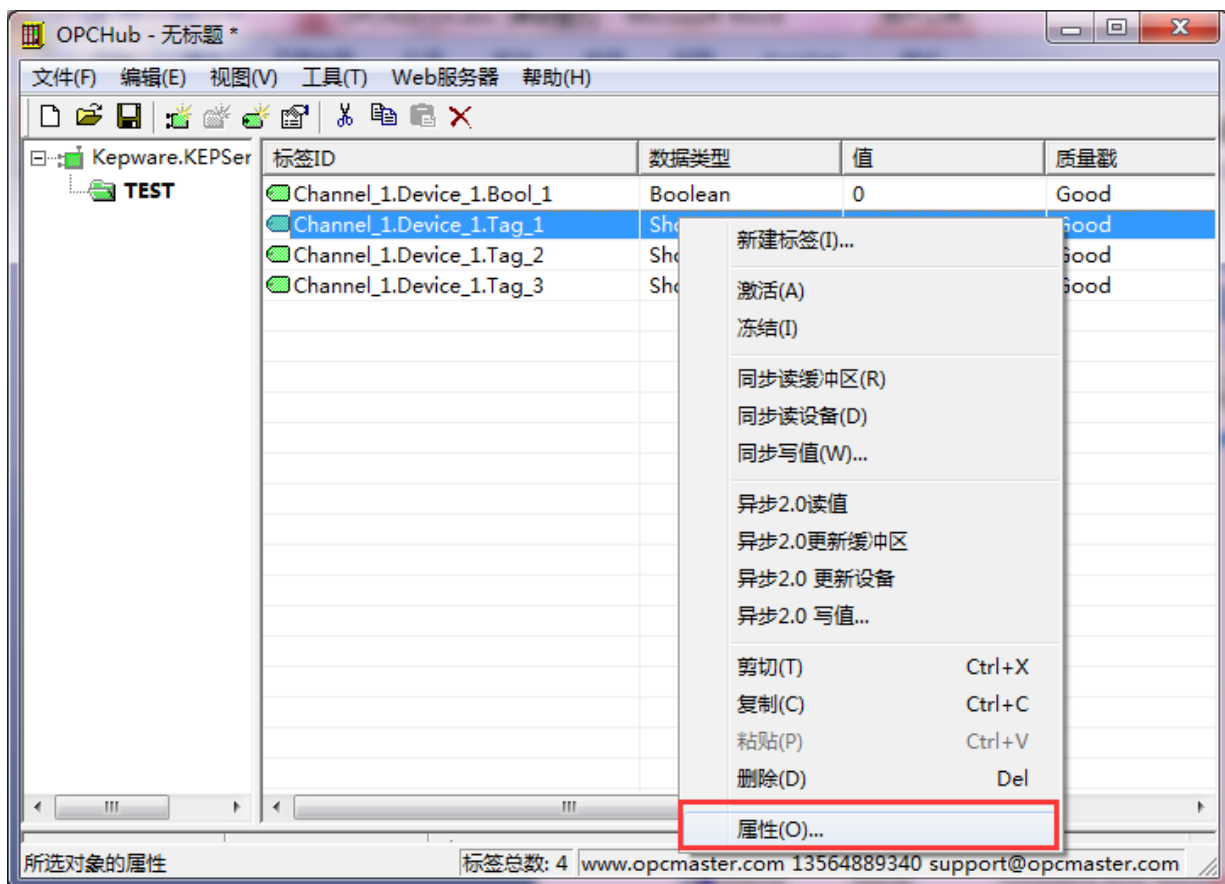 OPCHub - 无标题 *
文件(F) 编辑(E) 视图(V) 工具(T) Web服务器 帮助(H)
Kepware.KEPSer
TEST
标签ID 数据类型 值 质量戳
Channel_1.Device_1.Bool_1 Boolean 0 Good
Channel_1.Device_1.Tag_1 Sho Good
Channel_1.Device_1.Tag_2 Sho Good
Channel_1.Device_1.Tag_3 Sho Good
新建标签(I)...
激活(A)
冻结(I)
同步读缓冲区(R)
同步读设备(D)
同步写值(W)...
异步2.0读值
异步2.0更新缓冲区
异步2.0 更新设备
异步2.0 写值...
剪切(T) Ctrl+X
复制(C) Ctrl+C
粘贴(P) Ctrl+V
删除(D) Del
属性(O)...
所选对象的属性 标签总数: 4 www.opcmaster.com 13564889340 support@opcmaster.com